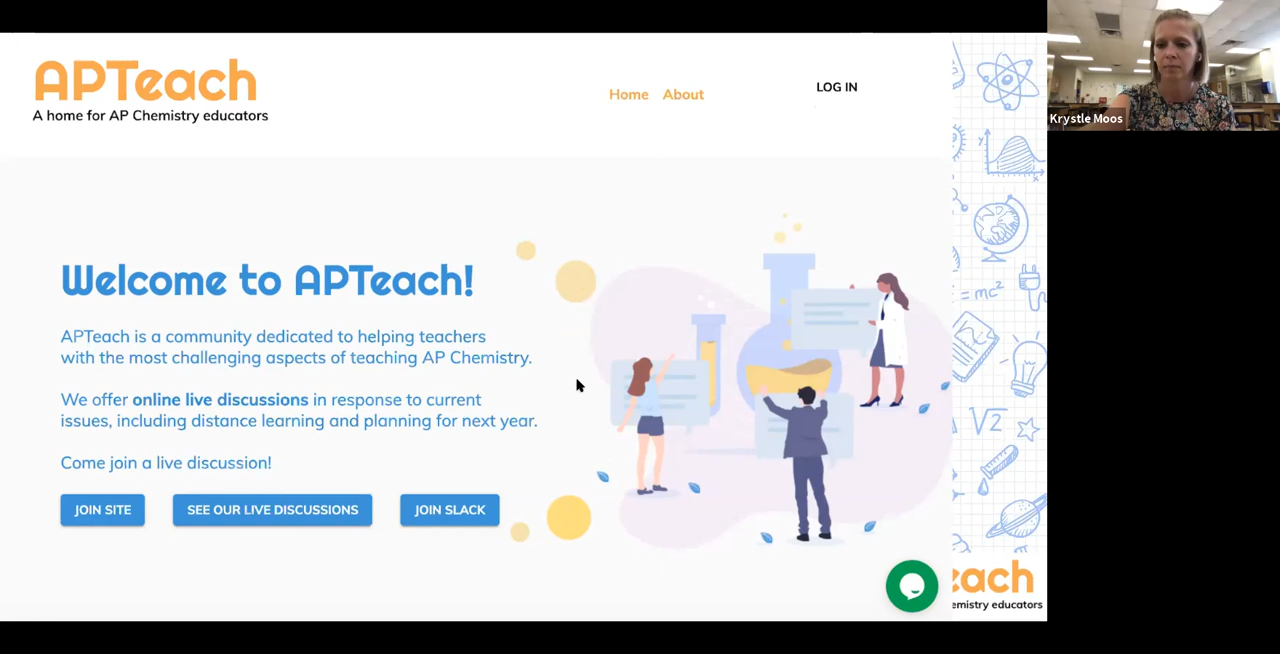 APTeach
A home for AP Chemistry educators
Home About
LOG IN
Krystle Moos
Welcome to APTeach!
APTeach is a community dedicated to helping teachers
with the most challenging aspects of teaching AP Chemistry.
We offer online live discussions in response to current
issues, including distance learning and planning for next year.
Come join a live discussion!
JOIN SITE
SEE OUR LIVE DISCUSSIONS
JOIN SLACK
y
x
= mc²
√2
π
each
emistry educators